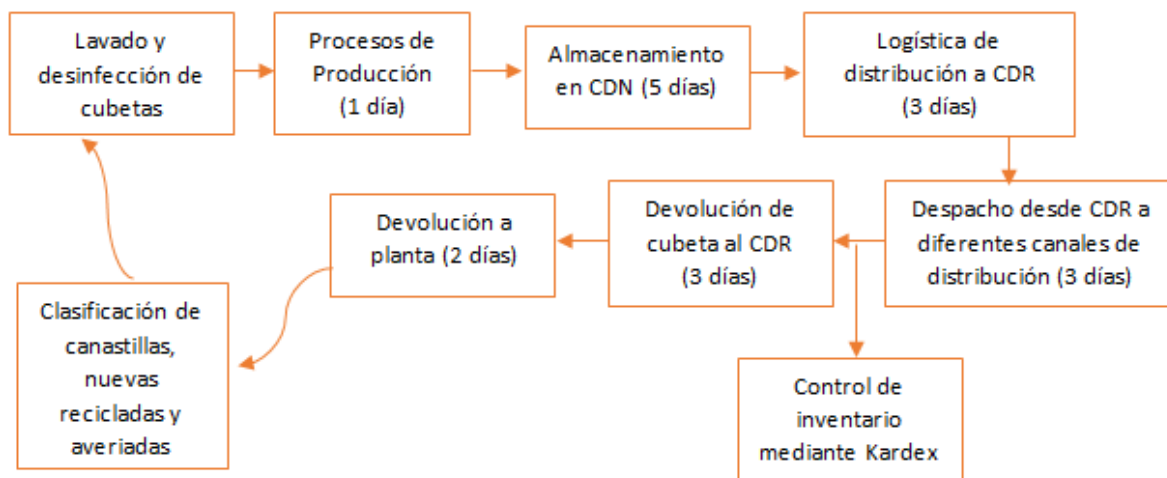 Lavado y
desinfección de
cubetas
Procesos de
Producción
(1 día)
Almacenamiento
en CDN (5 días)
Logística de
distribución a CDR
(3 días)
Despacho desde CDR a
diferentes canales de
distribución (3 días)
Devolución de
cubeta al CDR
(3 días)
Devolución a
planta (2 días)
Clasificación de
canastillas,
nuevas
recicladas y
averiadas
Control de
inventario
mediante Kardex